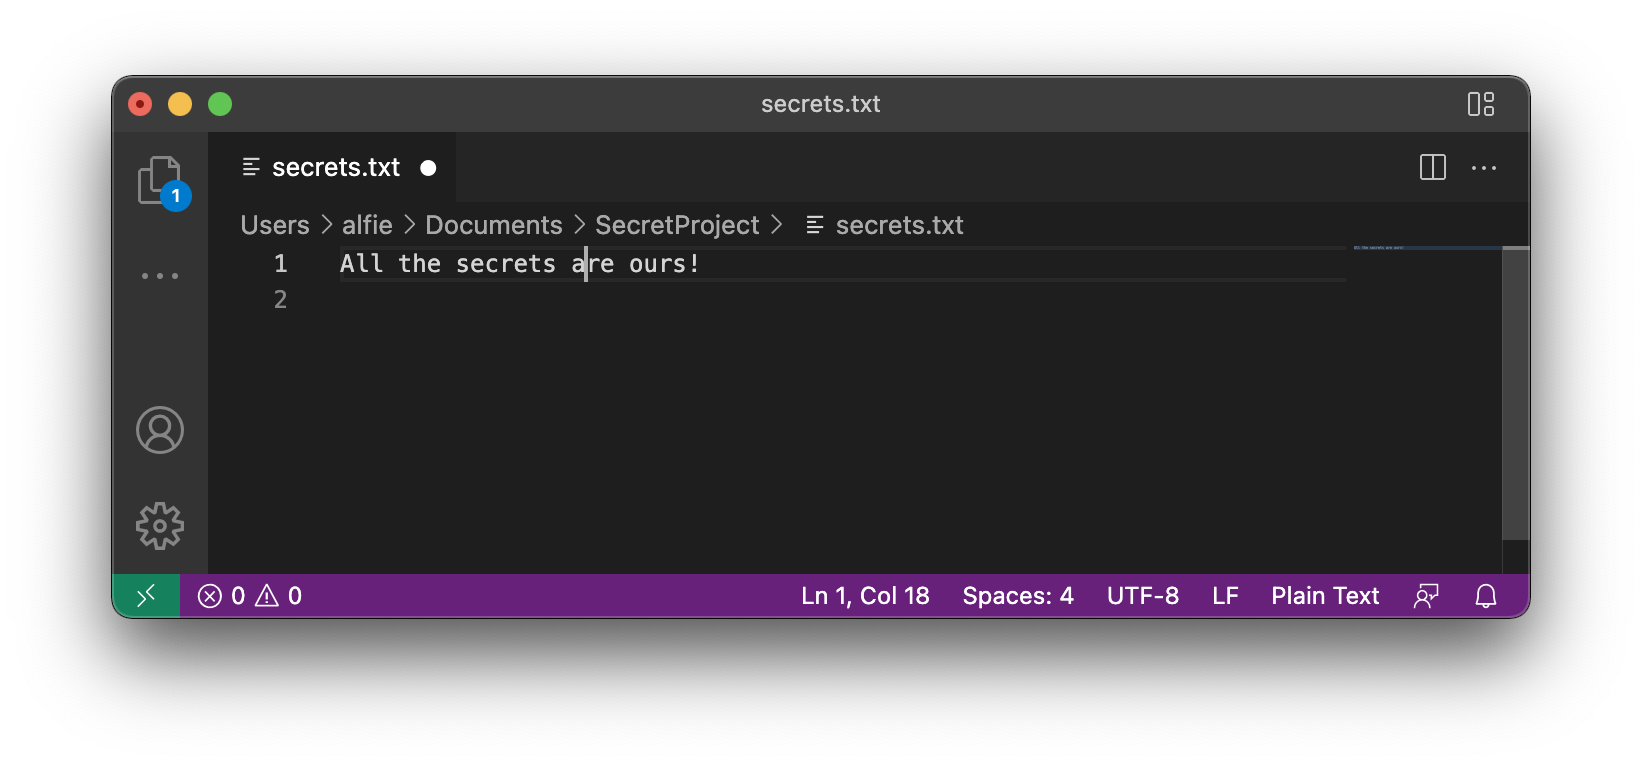 secrets.txt
secrets.txt
1
Users > alfie > Documents > SecretProject > secrets.txt
1 All the secrets are ours!
2
0 0 Ln 1, Col 18 Spaces: 4 UTF-8 LF Plain Text